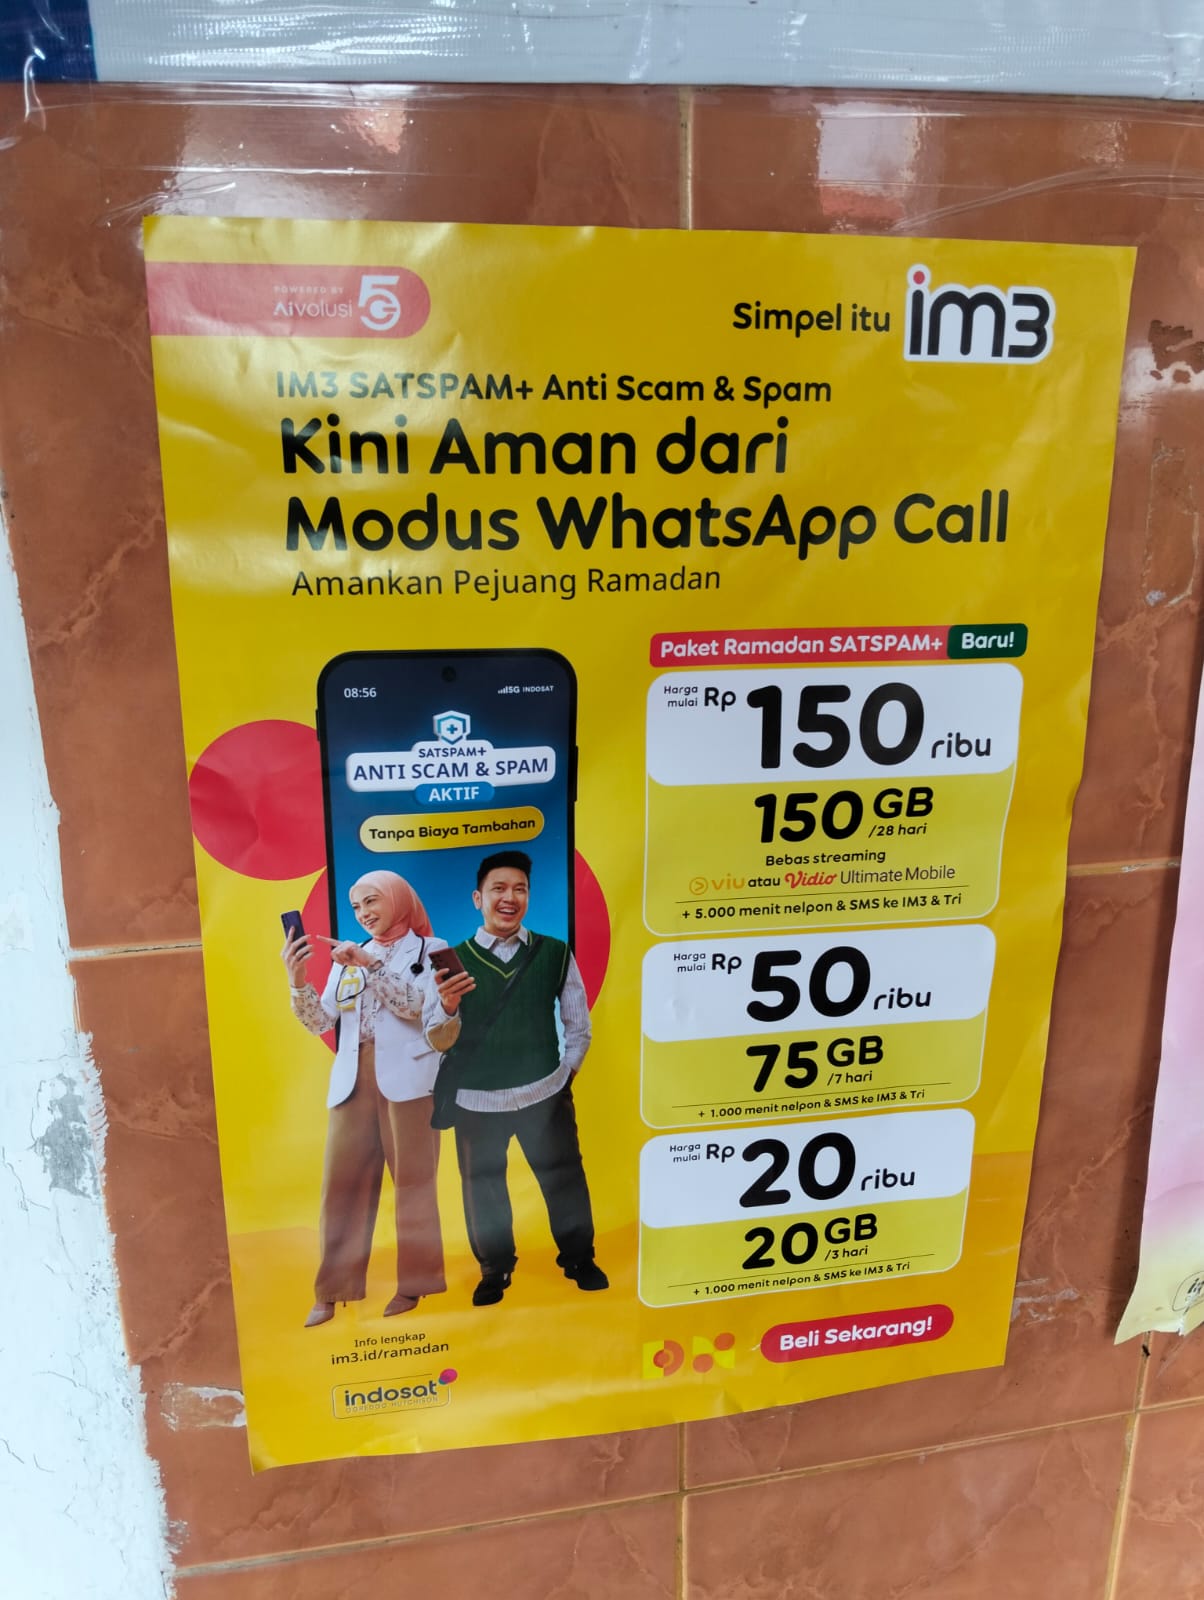 POWERED BY
AIvolusi 5G
Simpel itu im3
IM3 SATSPAM+ Anti Scam & Spam
Kini Aman dari
Modus WhatsApp Call
Amankan Pejuang Ramadan
08:56
5G INDOSAT
SATSPAM+
ANTI SCAM & SPAM
AKTIF
Tanpa Biaya Tambahan
Paket Ramadan SATSPAM+ Baru!
Harga mulai Rp 150 ribu
150 GB /28 hari
Bebas streaming
viu atau Vidio Ultimate Mobile
+ 5.000 menit nelpon & SMS ke IM3 & Tri
Harga mulai Rp 50 ribu
75 GB /7 hari
+ 1.000 menit nelpon & SMS ke IM3 & Tri
Harga mulai Rp 20 ribu
20 GB /3 hari
+ 1.000 menit nelpon & SMS ke IM3 & Tri
Info lengkap
im3.id/ramadan
indosat
OOREDOO HUTCHISON
Beli Sekarang!